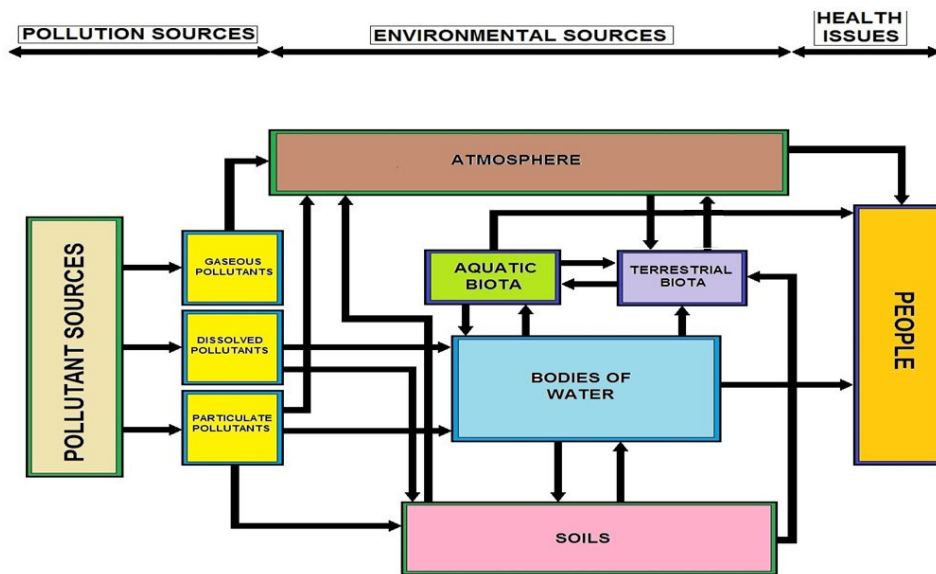 POLLUTION SOURCES
ENVIRONMENTAL SOURCES
HEALTH
ISSUES
ATMOSPHERE
POLLUTANT SOURCES
GASEOUS
POLLUTANTS
DISSOLVED
POLLUTANTS
PARTICULATE
POLLUTANTS
AQUATIC
BIOTA
TERRESTRIAL
BIOTA
BODIES OF
WATER
SOILS
PEOPLE